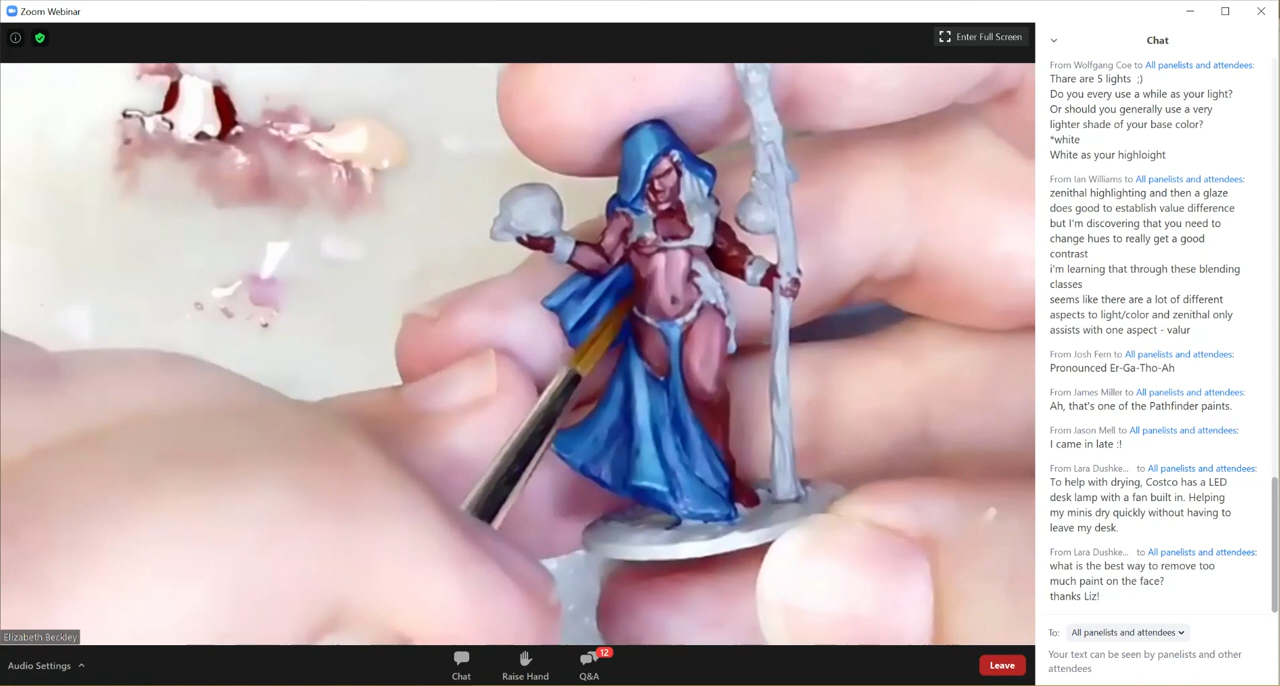 Zoom Webinar
Enter Full Screen
Chat
From Wolfgang Coe to All panelists and attendees:
Thare are 5 lights ;)
Do you every use a while as your light?
Or should you generally use a very
lighter shade of your base color?
*white
White as your highloight
From Ian Williams to All panelists and attendees:
zenithal highlighting and then a glaze
does good to establish value difference
but I'm discovering that you need to
change hues to really get a good
contrast
i'm learning that through these blending
classes
seems like there are a lot of different
aspects to light/color and zenithal only
assists with one aspect - valur
From Josh Fern to All panelists and attendees:
Pronounced Er-Ga-Tho-Ah
From James Miller to All panelists and attendees:
Ah, that's one of the Pathfinder paints.
From Jason Mell to All panelists and attendees:
I came in late :!
From Lara Dushke... to All panelists and attendees:
To help with drying, Costco has a LED
desk lamp with a fan built in. Helping
my minis dry quickly without having to
leave my desk.
From Lara Dushke... to All panelists and attendees:
what is the best way to remove too
much paint on the face?
thanks Liz!
To: All panelists and attendees
Your text can be seen by panelists and other
attendees
Elizabeth Beckley
Audio Settings
Chat
Raise Hand
12
Q&A
Leave